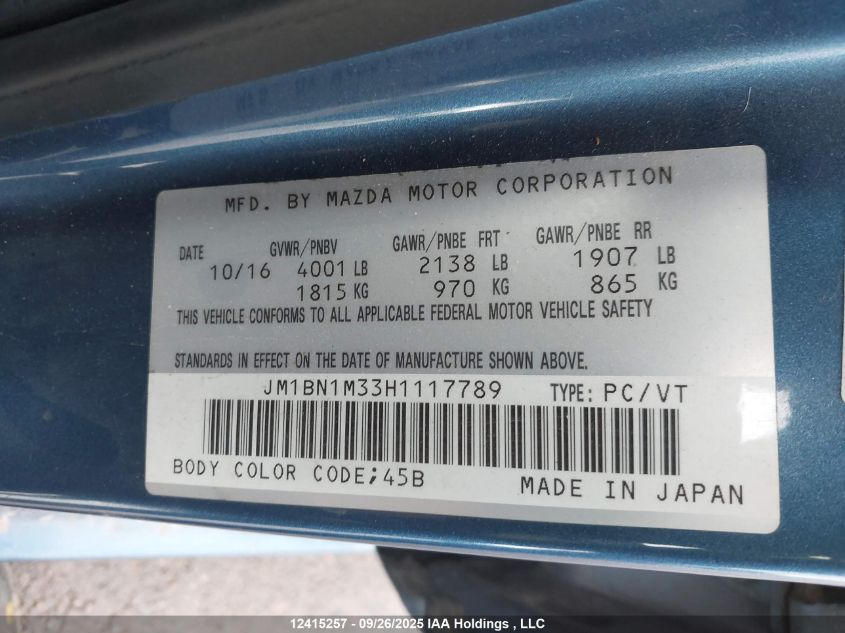 MFD. BY MAZDA MOTOR CORPORATION
DATE GVWR/PNBV GAWR/PNBE FRT GAWR/PNBE RR
10/16 4001 LB 2138 LB 1907 LB
1815 KG 970 KG 865 KG
THIS VEHICLE CONFORMS TO ALL APPLICABLE FEDERAL MOTOR VEHICLE SAFETY
STANDARDS IN EFFECT ON THE DATE OF MANUFACTURE SHOWN ABOVE.
JM1BN1M33H1117789 TYPE: PC/VT
BODY COLOR CODE;45B
MADE IN JAPAN
12415257 - 09/26/2025 IAA Holdings , LLC